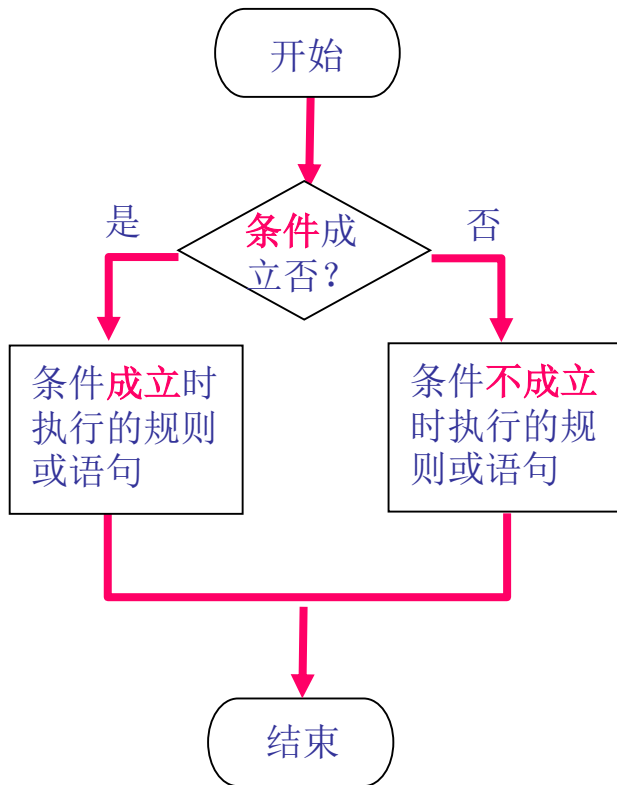 开始
是
条件成
立否？
否
条件成立时
执行的规则
或语句
条件不成立
时执行的规
则或语句
结束